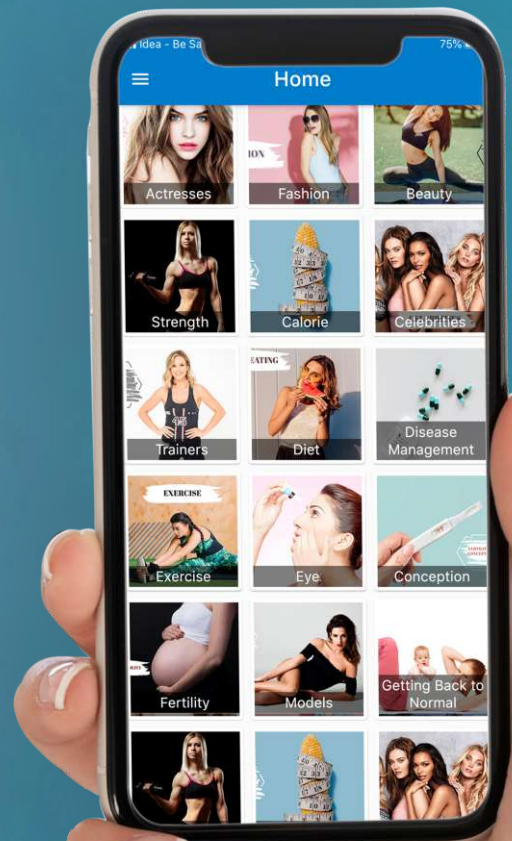 Idea - Be Sa
75%
Home
Actresses
ION
Fashion
Beauty
Strength
Calorie
Celebrities
Trainers
EATING
Diet
Disease
Management
EXERCISE
Exercise
Eye
Conception
Fertility
Models
Getting Back to
Normal